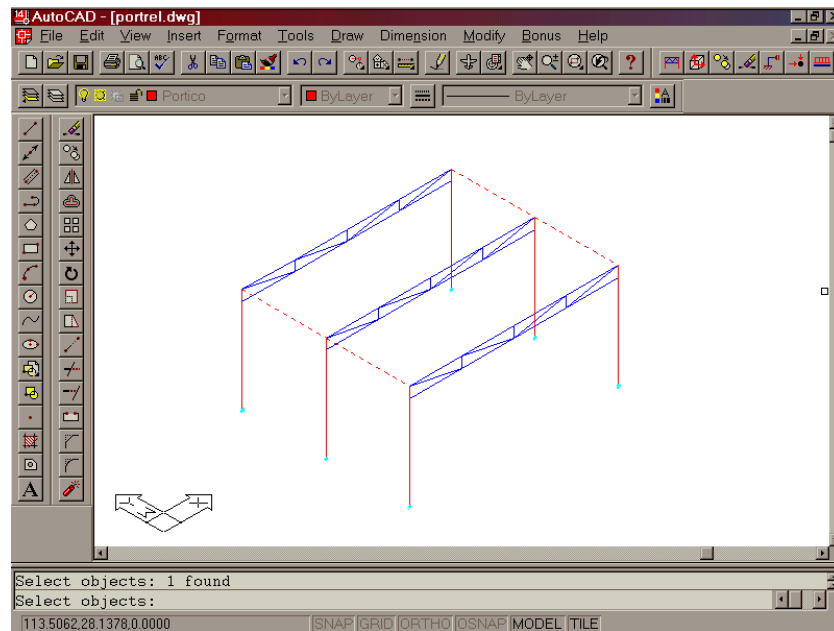 AutoCAD - [portrel.dwg]
File Edit View Insert Format Tools Draw Dimension Modify Bonus Help
ABC
?
Portico ByLayer ByLayer
A
Select objects: 1 found
Select objects:
113.5062,28.1378,0.0000 SNAP GRID ORTHO OSNAP MODEL TILE